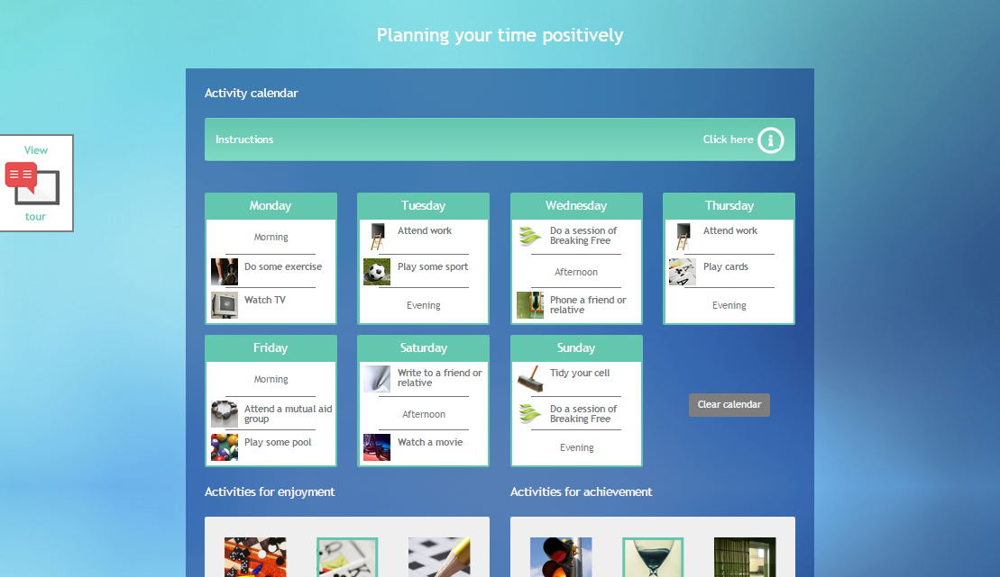 Planning your time positively
Activity calendar
Instructions
Click here
View
tour
Monday
Morning
Do some exercise
Watch TV
Tuesday
Attend work
Play some sport
Evening
Wednesday
Do a session of
Breaking Free
Afternoon
Phone a friend or
relative
Thursday
Attend work
Play cards
Evening
Friday
Morning
Attend a mutual aid
group
Play some pool
Saturday
Write to a friend or
relative
Afternoon
Watch a movie
Sunday
Tidy your cell
Do a session of
Breaking Free
Evening
Clear calendar
Activities for enjoyment
Activities for achievement